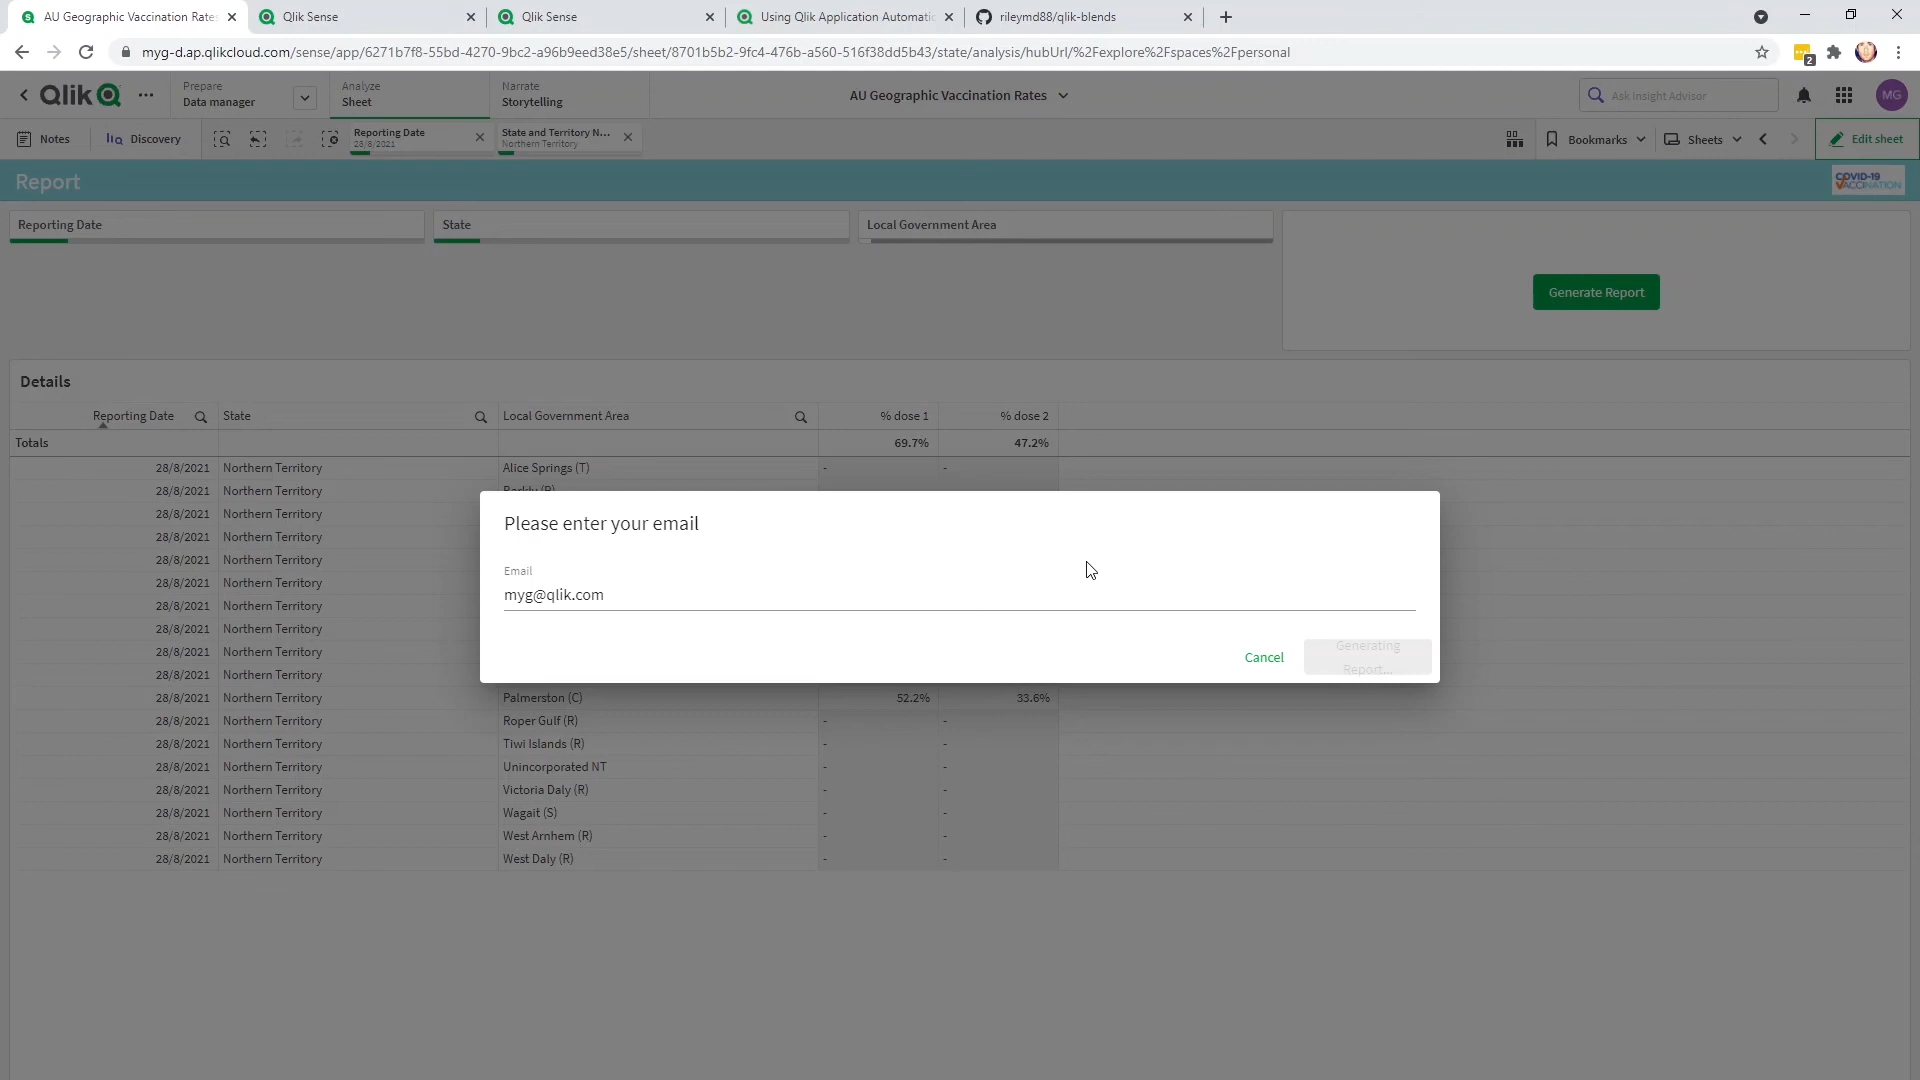 AU Geographic Vaccination Rates
Qlik Sense
Qlik Sense
Using Qlik Application Automatic
rileymd88/qlik-blends
myg-d.ap.qlikcloud.com/sense/app/6271b7f8-55bd-4270-9bc2-a96b9eed38e5/sheet/8701b5b2-9fc4-476b-a560-516f38dd5b43/state/analysis/hubUrl/%2Fexplore%2Fspaces%2Fpersonal
2
Qlik
Prepare
Data manager
Analyze
Sheet
Narrate
Storytelling
AU Geographic Vaccination Rates
Ask Insight Advisor
MG
Notes
Discovery
Reporting Date
28/8/2021
State and Territory N...
Northern Territory
Bookmarks
Sheets
Edit sheet
Report
COVID-19
VACCINATION
Reporting Date
State
Local Government Area
Generate Report
Details
Reporting Date State Local Government Area % dose 1 % dose 2
Totals 69.7% 47.2%
28/8/2021 Northern Territory Alice Springs (T) - -
28/8/2021 Northern Territory Barkly (R)
28/8/2021 Northern Territory
28/8/2021 Northern Territory
28/8/2021 Northern Territory
28/8/2021 Northern Territory
28/8/2021 Northern Territory
28/8/2021 Northern Territory
28/8/2021 Northern Territory
28/8/2021 Northern Territory
Please enter your email
Email
myg@qlik.com
Cancel
Generating
Report...
28/8/2021 Northern Territory Palmerston (C) 52.2% 33.6%
28/8/2021 Northern Territory Roper Gulf (R) - -
28/8/2021 Northern Territory Tiwi Islands (R) - -
28/8/2021 Northern Territory Unincorporated NT - -
28/8/2021 Northern Territory Victoria Daly (R) - -
28/8/2021 Northern Territory Wagait (S) - -
28/8/2021 Northern Territory West Arnhem (R) - -
28/8/2021 Northern Territory West Daly (R) - -